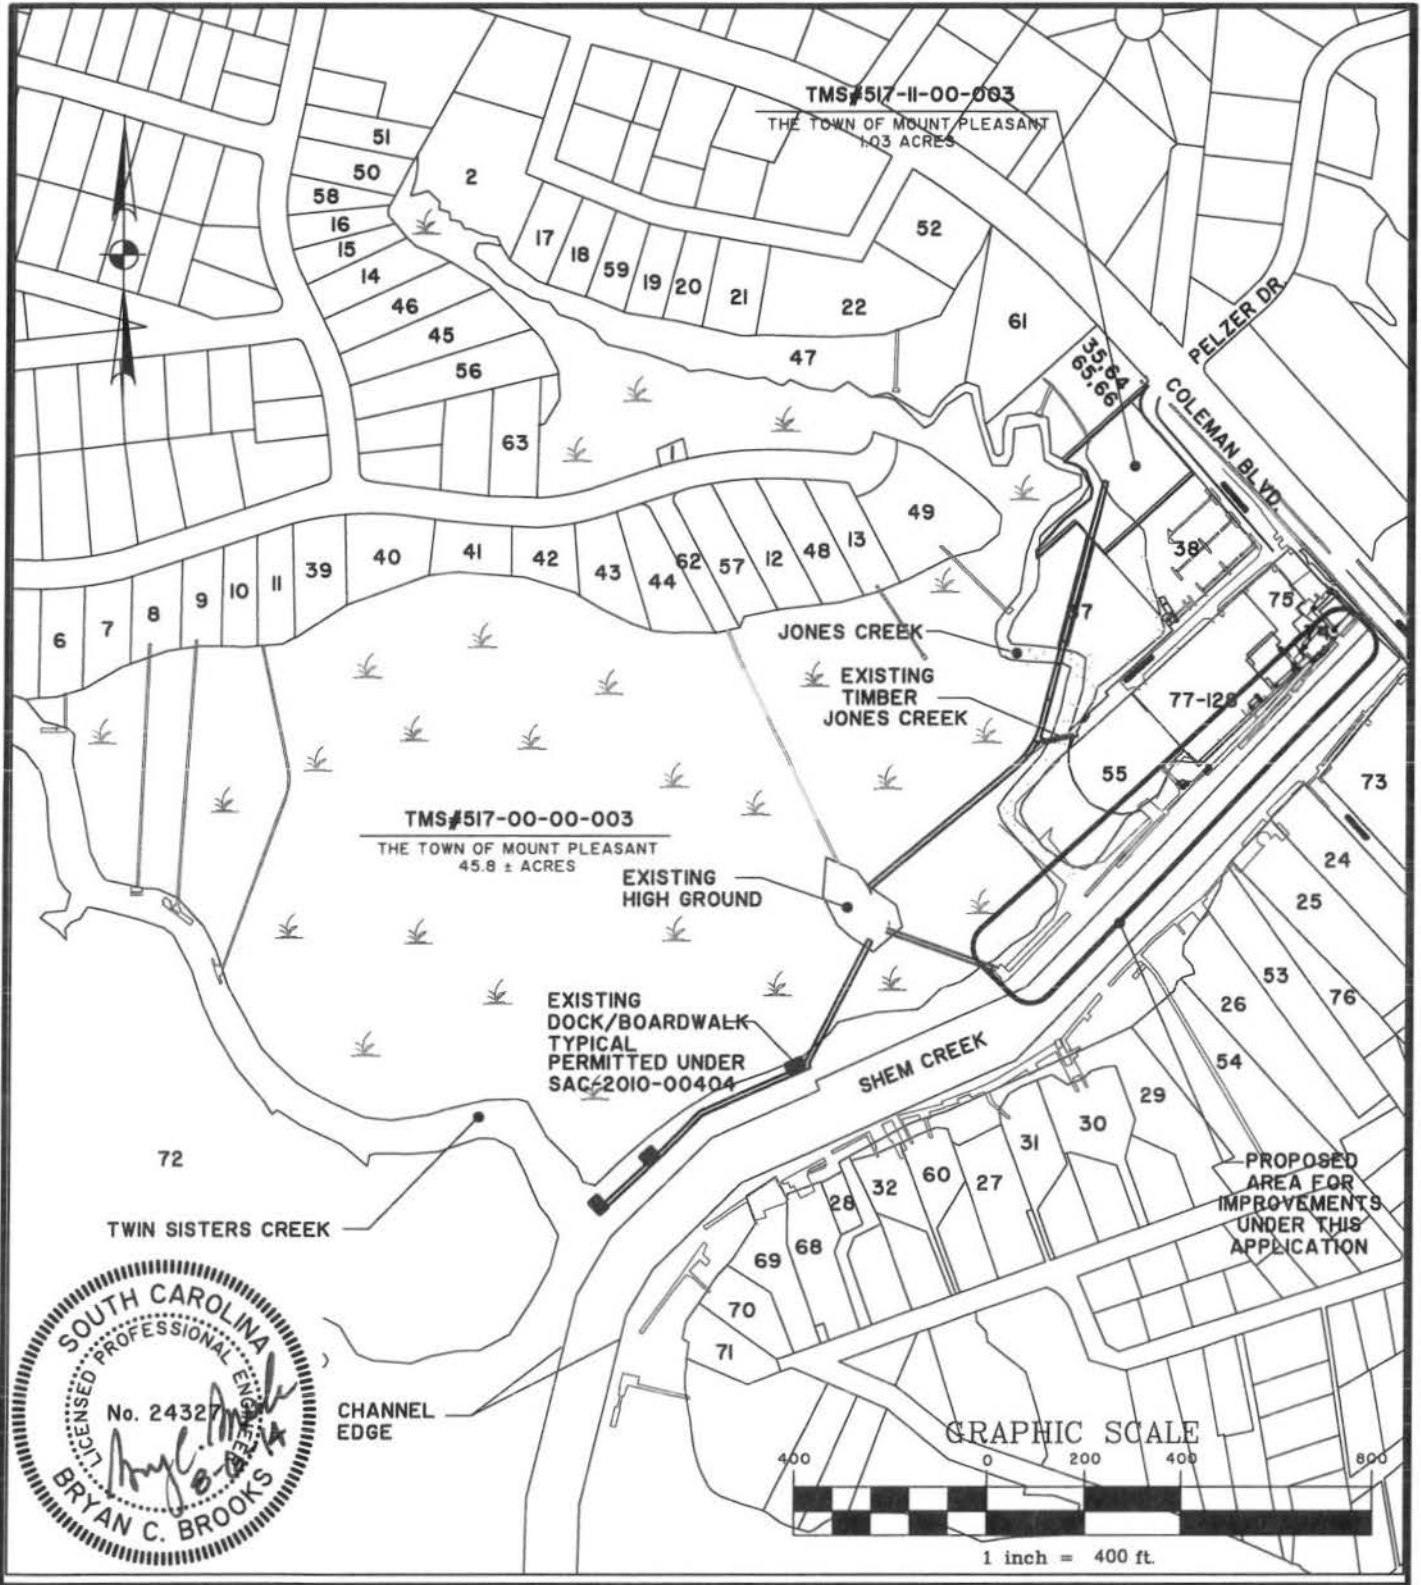 TMS#517-11-00-003
THE TOWN OF MOUNT PLEASANT
1.03 ACRES
51
50
58
16
15
14
46
45
56
63
2
17
18
59
19
20
21
22
52
47
61
35,64
65,66
PELZER DR.
COLEMAN BLVD.
1
49
38
75
6
7
8
9
10
11
39
40
41
42
43
44
62
57
12
48
13
JONES CREEK
EXISTING
TIMBER
JONES CREEK
77-128
55
73
TMS#517-00-00-003
THE TOWN OF MOUNT PLEASANT
45.8 ± ACRES
EXISTING
HIGH GROUND
24
25
53
76
26
54
EXISTING
DOCK/BOARDWALK
TYPICAL
PERMITTED UNDER
SAC-2010-00404
SHEM CREEK
29
30
31
27
60
32
28
68
69
70
71
72
TWIN SISTERS CREEK
PROPOSED
AREA FOR
IMPROVEMENTS
UNDER THIS
APPLICATION
CHANNEL
EDGE
SOUTH CAROLINA
LICENSED PROFESSIONAL ENGINEER
No. 24327
BRYAN C. BROOKS
GRAPHIC SCALE
400 0 200 400 800
1 inch = 400 ft.